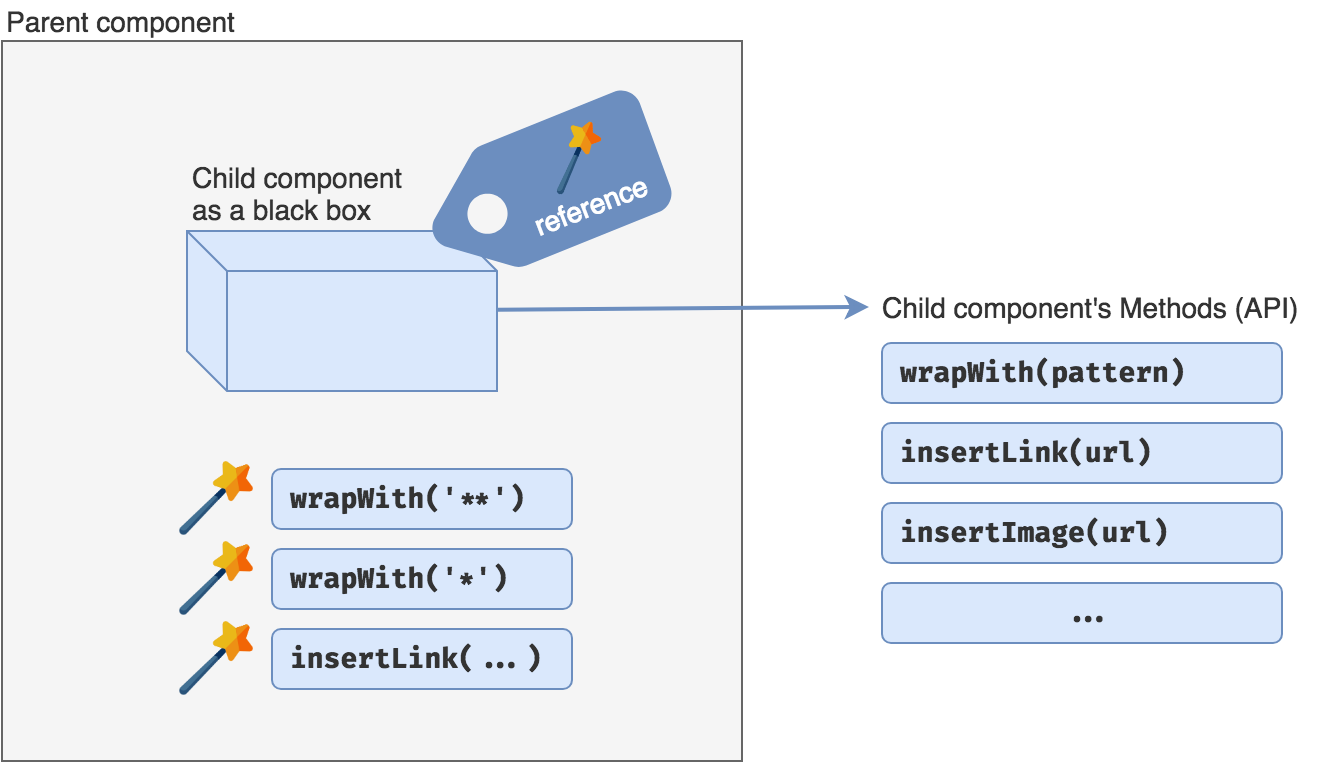 Parent component
Child component
as a black box
reference
Child component's Methods (API)
wrapWith(pattern)
insertLink(url)
insertImage(url)
...
wrapWith('**')
wrapWith('*')
insertLink( ... )